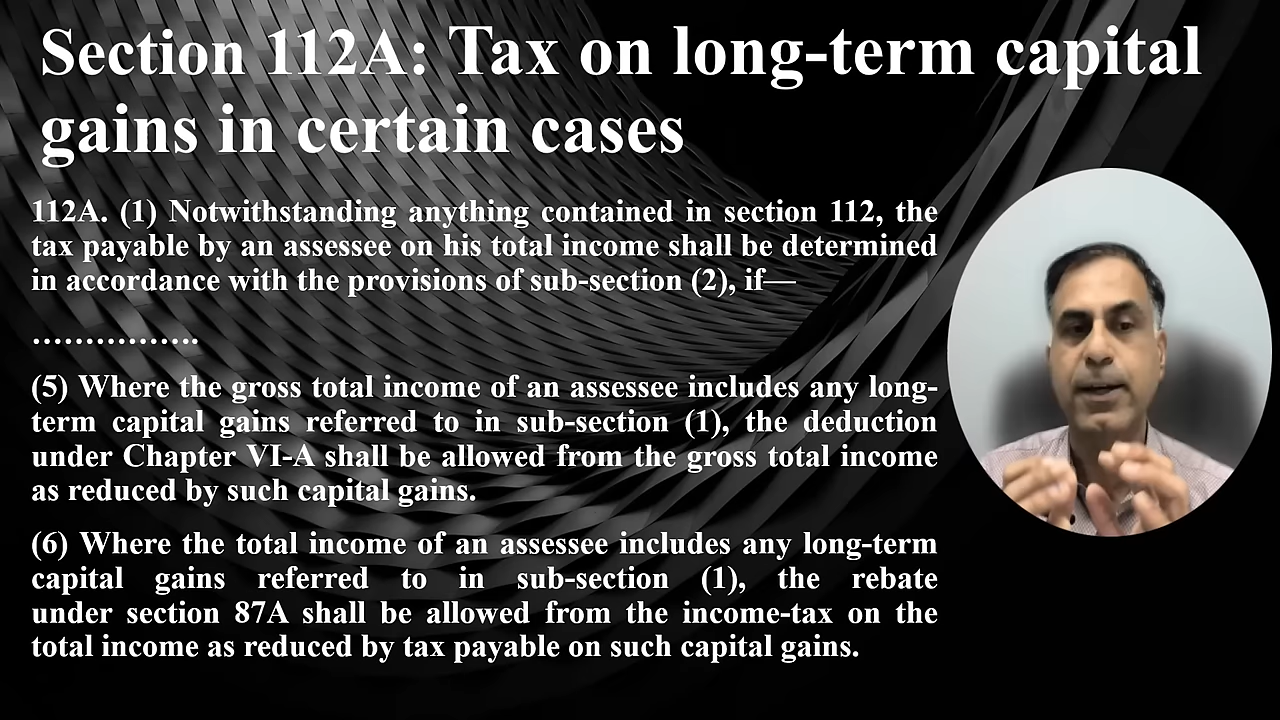 Section 112A: Tax on long-term capital
gains in certain cases
112A. (1) Notwithstanding anything contained in section 112, the
tax payable by an assessee on his total income shall be determined
in accordance with the provisions of sub-section (2), if—
................
(5) Where the gross total income of an assessee includes any long-
term capital gains referred to in sub-section (1), the deduction
under Chapter VI-A shall be allowed from the gross total income
as reduced by such capital gains.
(6) Where the total income of an assessee includes any long-term
capital gains referred to in sub-section (1), the rebate
under section 87A shall be allowed from the income-tax on the
total income as reduced by tax payable on such capital gains.